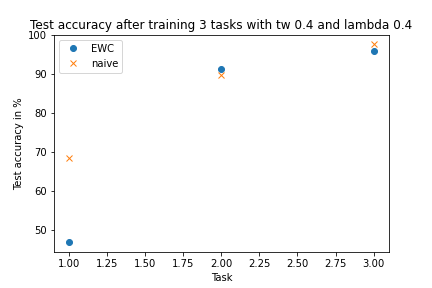 Test accuracy after training 3 tasks with tw 0.4 and lambda 0.4
EWC
naive
100
90
80
70
60
50
Test accuracy in %
1.00 1.25 1.50 1.75 2.00 2.25 2.50 2.75 3.00
Task